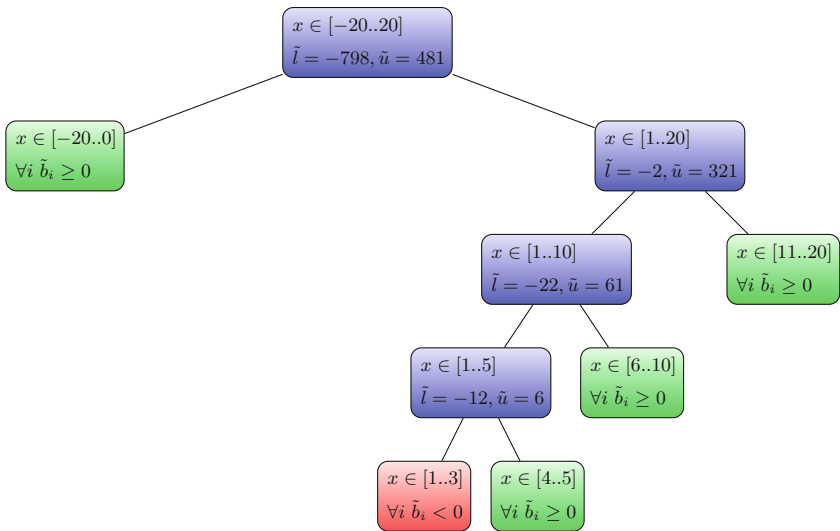 x ∈ [−20..20]
l̃ = −798, ũ = 481
x ∈ [−20..0]
∀i b̃ᵢ ≥ 0
x ∈ [1..20]
l̃ = −2, ũ = 321
x ∈ [1..10]
l̃ = −22, ũ = 61
x ∈ [11..20]
∀i b̃ᵢ ≥ 0
x ∈ [1..5]
l̃ = −12, ũ = 6
x ∈ [6..10]
∀i b̃ᵢ ≥ 0
x ∈ [1..3]
∀i b̃ᵢ < 0
x ∈ [4..5]
∀i b̃ᵢ ≥ 0